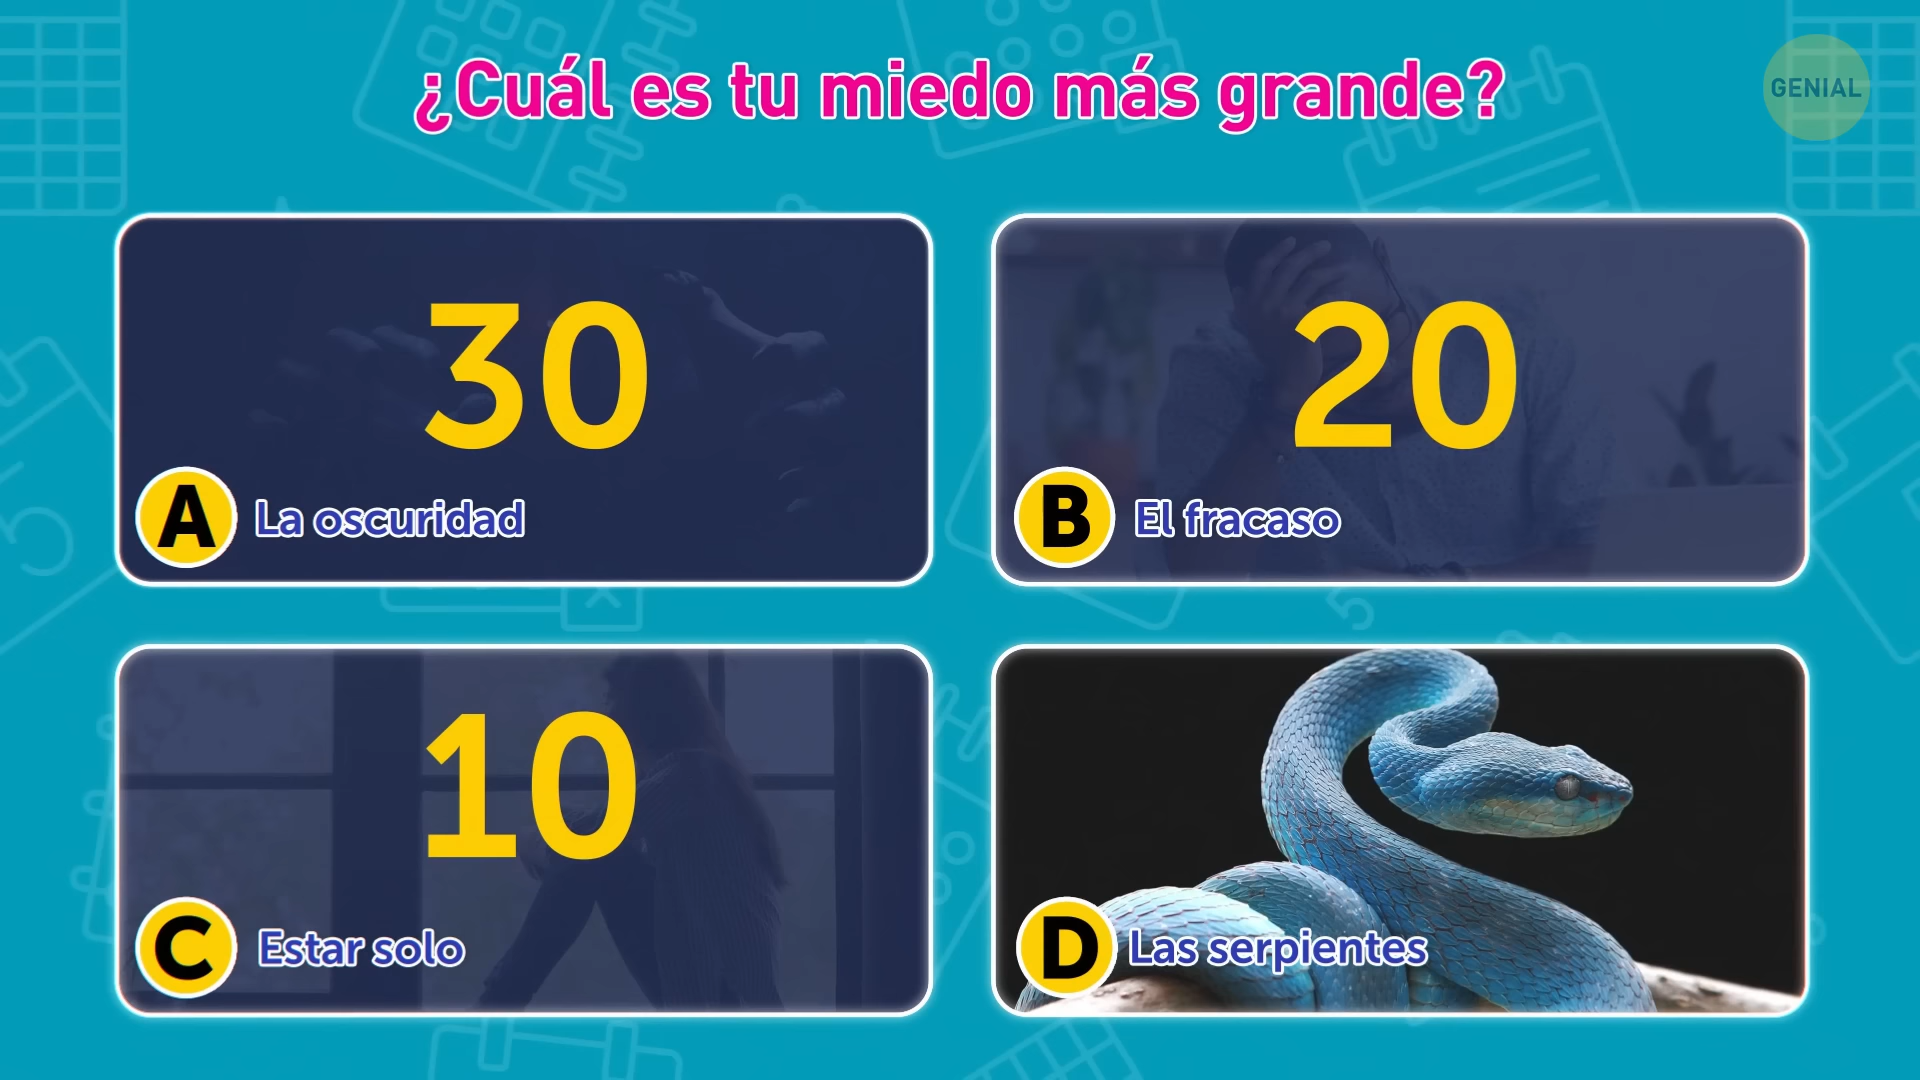 ¿Cuál es tu miedo más grande?
GENIAL
30
A La oscuridad
20
B El fracaso
10
C Estar solo
D Las serpientes